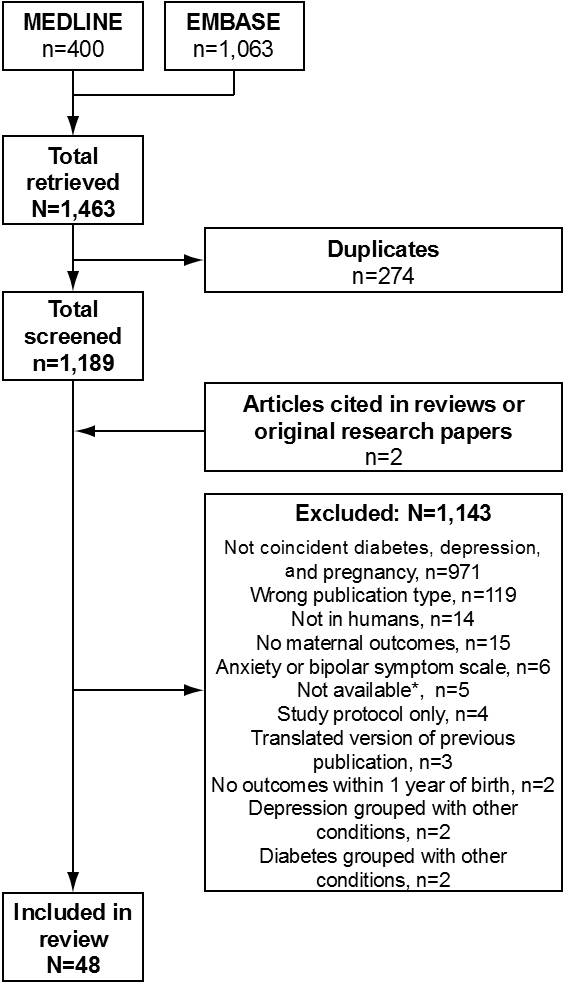 MEDLINE
n=400
EMBASE
n=1,063
Total
retrieved
N=1,463
Duplicates
n=274
Total
screened
n=1,189
Articles cited in reviews or
original research papers
n=2
Excluded: N=1,143
Not coincident diabetes, depression,
and pregnancy, n=971
Wrong publication type, n=119
Not in humans, n=14
No maternal outcomes, n=15
Anxiety or bipolar symptom scale, n=6
Not available*, n=5
Study protocol only, n=4
Translated version of previous
publication, n=3
No outcomes within 1 year of birth, n=2
Depression grouped with other
conditions, n=2
Diabetes grouped with other
conditions, n=2
Included in
review
N=48